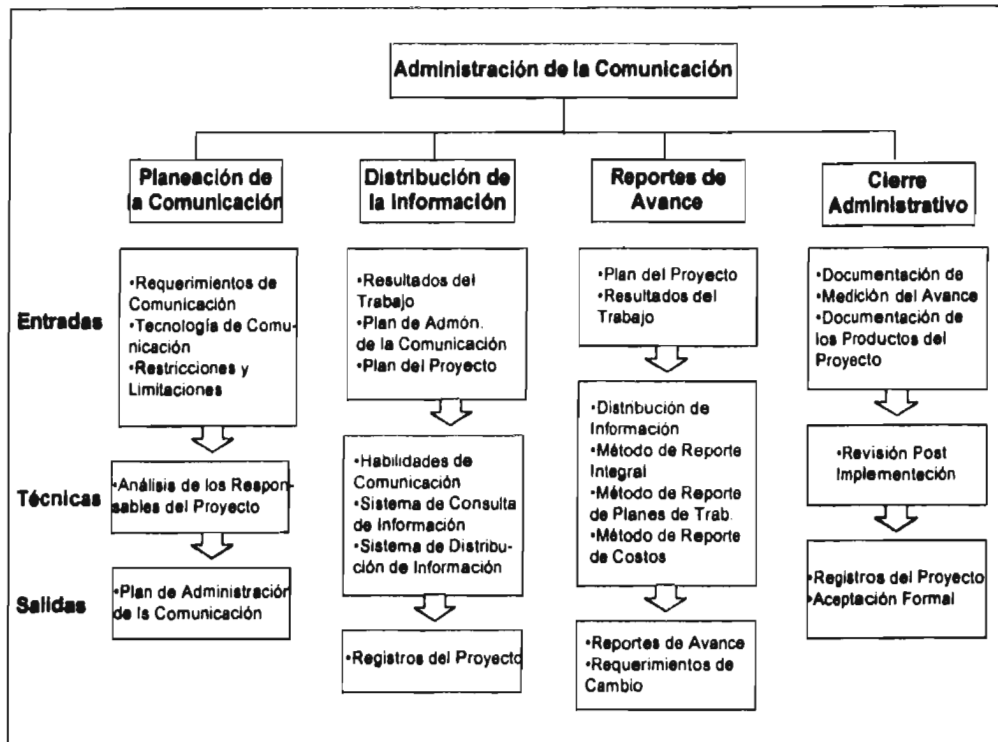 Administración de la Comunicación
Planeación de
la Comunicación
Distribución de
la Información
Reportes de
Avance
Cierre
Administrativo
Entradas
•Requerimientos de
Comunicación
•Tecnología de Comu-
nicación
•Restricciones y
Limitaciones
•Resultados del
Trabajo
•Plan de Admón.
de la Comunicación
•Plan del Proyecto
•Plan del Proyecto
•Resultados del
Trabajo
•Documentación de
•Medición del Avance
•Documentación de
los Productos del
Proyecto
Técnicas
•Análisis de los Respon-
sables del Proyecto
•Habilidades de
Comunicación
•Sistema de Consulta
de Información
•Sistema de Distribu-
ción de Información
•Distribución de
Información
•Método de Reporte
Integral
•Método de Reporte
de Planes de Trab.
•Método de Reporte
de Costos
•Revisión Post
Implementación
Salidas
•Plan de Administración
de la Comunicación
•Registros del Proyecto
•Reportes de Avance
•Requerimientos de
Cambio
•Registros del Proyecto
•Aceptación Formal